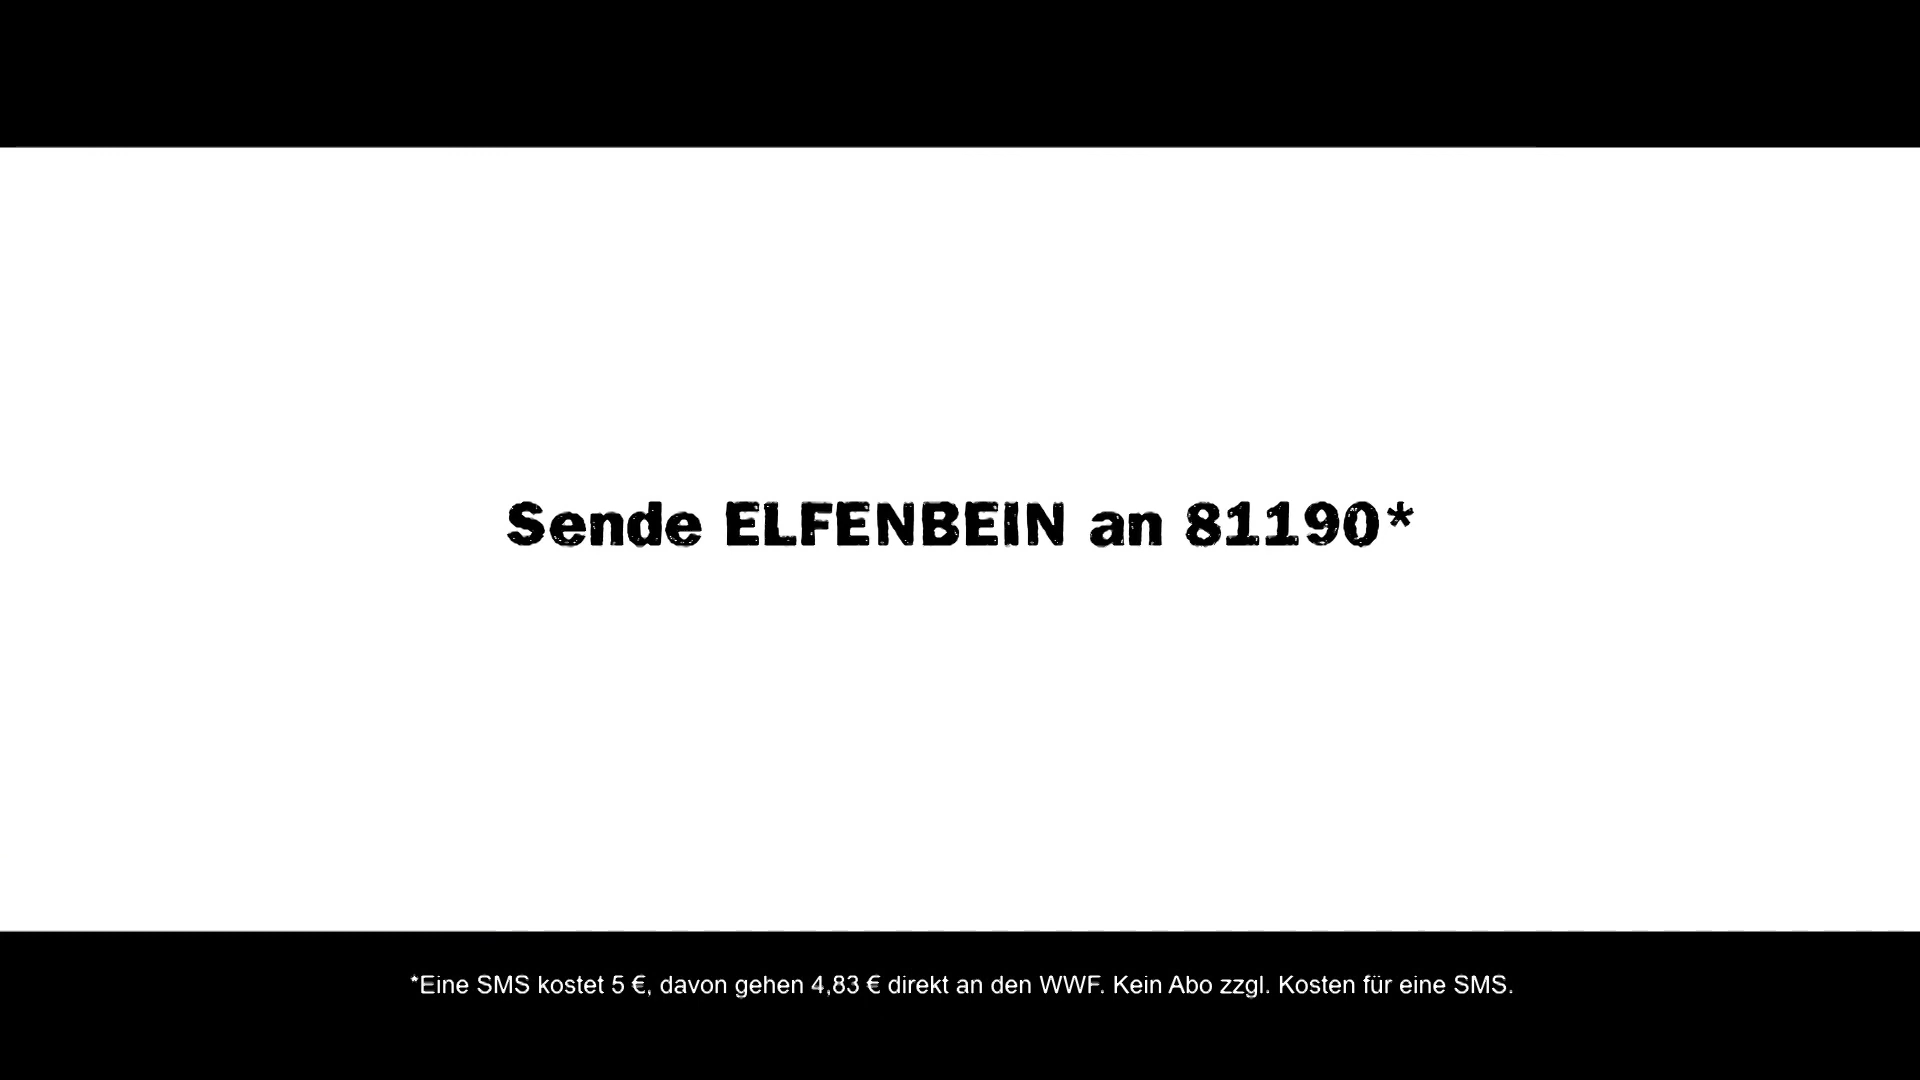 Sende ELFENBEIN an 81190*
*Eine SMS kostet 5 €, davon gehen 4,83 € direkt an den WWF. Kein Abo zzgl. Kosten für eine SMS.